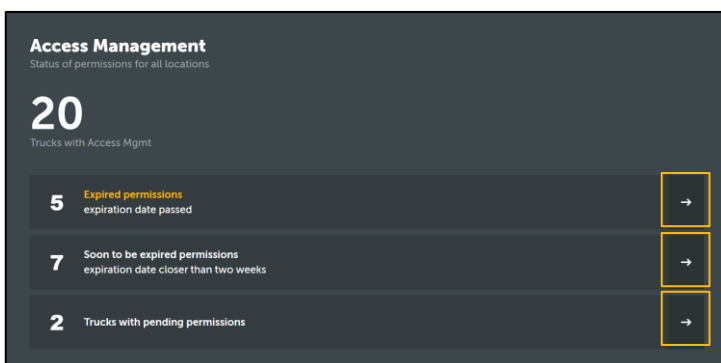 Access Management
Status of permissions for all locations
20
Trucks with Access Mgmt
5
Expired permissions
expiration date passed
→
7
Soon to be expired permissions
expiration date closer than two weeks
→
2
Trucks with pending permissions
→